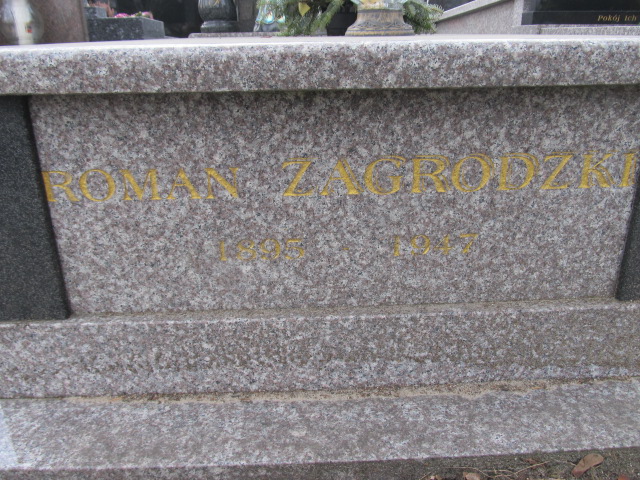 Pokój ich
ROMAN ZAGRODZKI
1895 - 1947